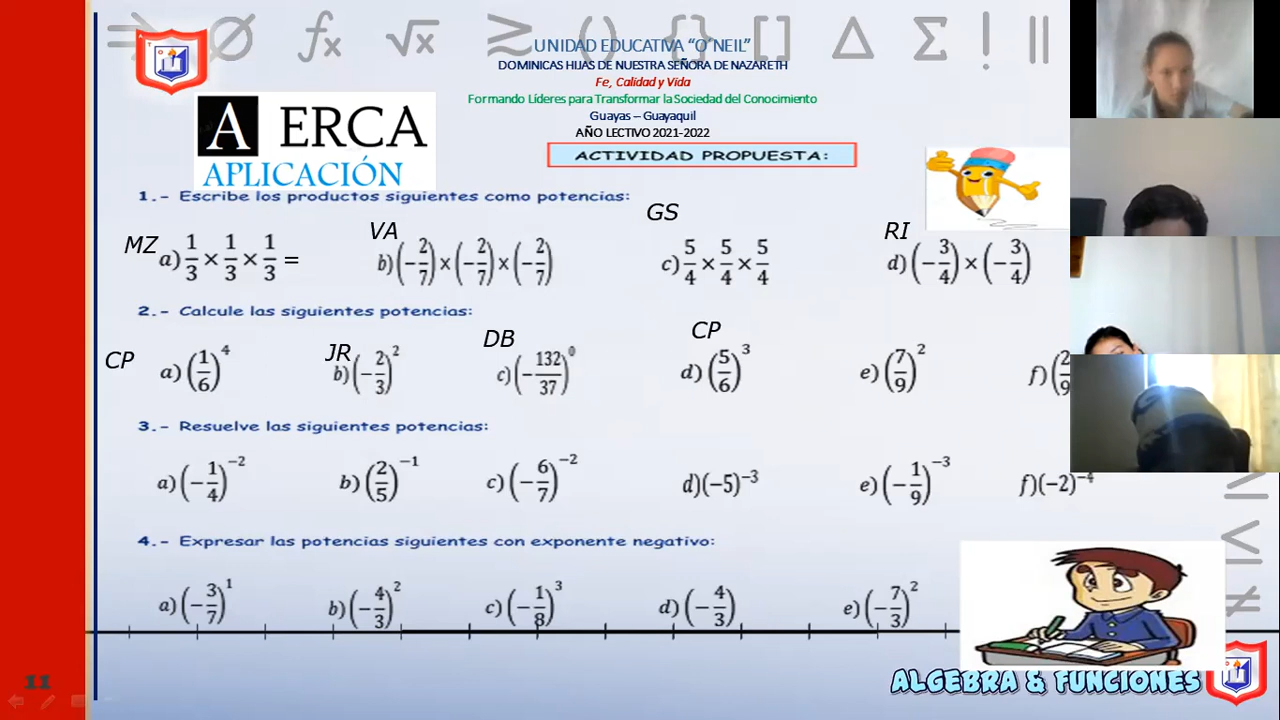 UNIDAD EDUCATIVA “O´NEIL”
DOMINICAS HIJAS DE NUESTRA SEÑORA DE NAZARETH
Fe, Calidad y Vida
Formando Líderes para Transformar la Sociedad del Conocimiento
Guayas – Guayaquil
AÑO LECTIVO 2021-2022
A ERCA
APLICACIÓN
ACTIVIDAD PROPUESTA:
1.- Escribe los productos siguientes como potencias:
MZ a) 1/3 × 1/3 × 1/3 = VA b) (−2/7) × (−2/7) × (−2/7) GS c) 5/4 × 5/4 × 5/4 RI d) (−3/4) × (−3/4)
2.- Calcule las siguientes potencias:
CP a) (1/6)^4 JR b) (−2/3)^2 DB c) (−132/37)^0 CP d) (5/6)^3 e) (7/9)^2 f) (2/9
3.- Resuelve las siguientes potencias:
a) (−1/4)^−2 b) (2/5)^−1 c) (−6/7)^−2 d) (−5)^−3 e) (−1/9)^−3 f) (−2)^−4
4.- Expresar las potencias siguientes con exponente negativo:
a) (−3/7)^1 b) (−4/3)^2 c) (−1/8)^3 d) (−4/3) e) (−7/3)^2
11
ALGEBRA & FUNCIONES